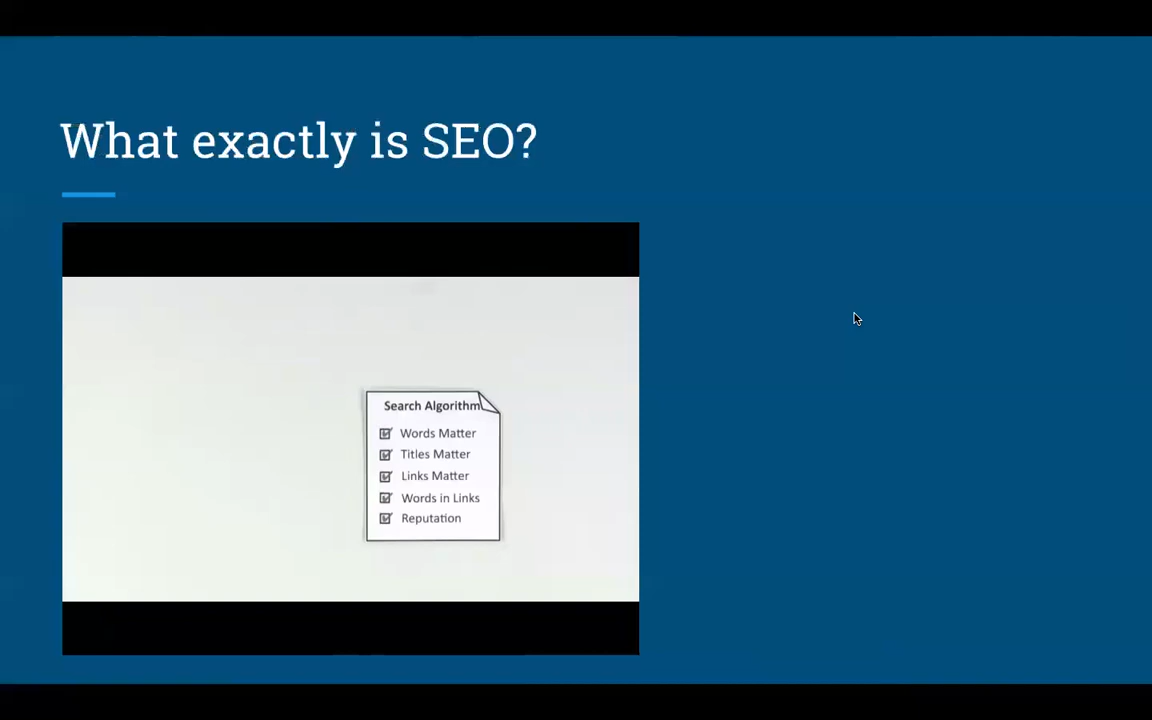 What exactly is SEO?
Search Algorithm
Words Matter
Titles Matter
Links Matter
Words in Links
Reputation